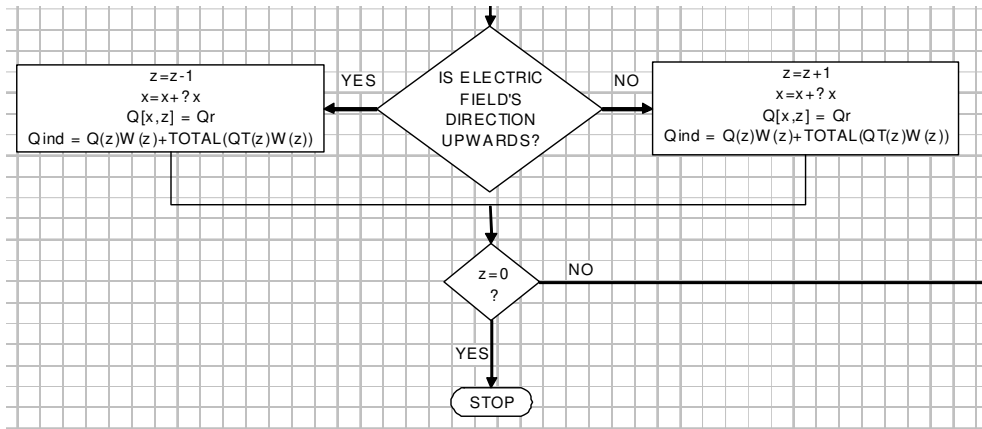 YES
IS ELECTRIC
FIELD'S
DIRECTION
UPWARDS?
NO
z=z-1
x=x+?x
Q[x,z] = Qr
Qind = Q(z)W(z)+TOTAL(QT(z)W(z))
z=z+1
x=x+?x
Q[x,z] = Qr
Qind = Q(z)W(z)+TOTAL(QT(z)W(z))
z=0
?
NO
YES
STOP